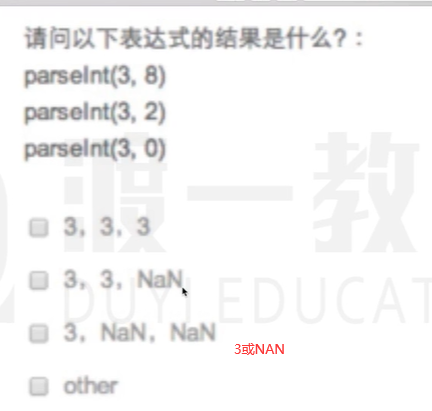 请问以下表达式的结果是什么?:
parseInt(3, 8)
parseInt(3, 2)
parseInt(3, 0)
3, 3, 3
3, 3, NaN
3, NaN, NaN
3或NAN
other
渡一教
DUYI EDUCAT